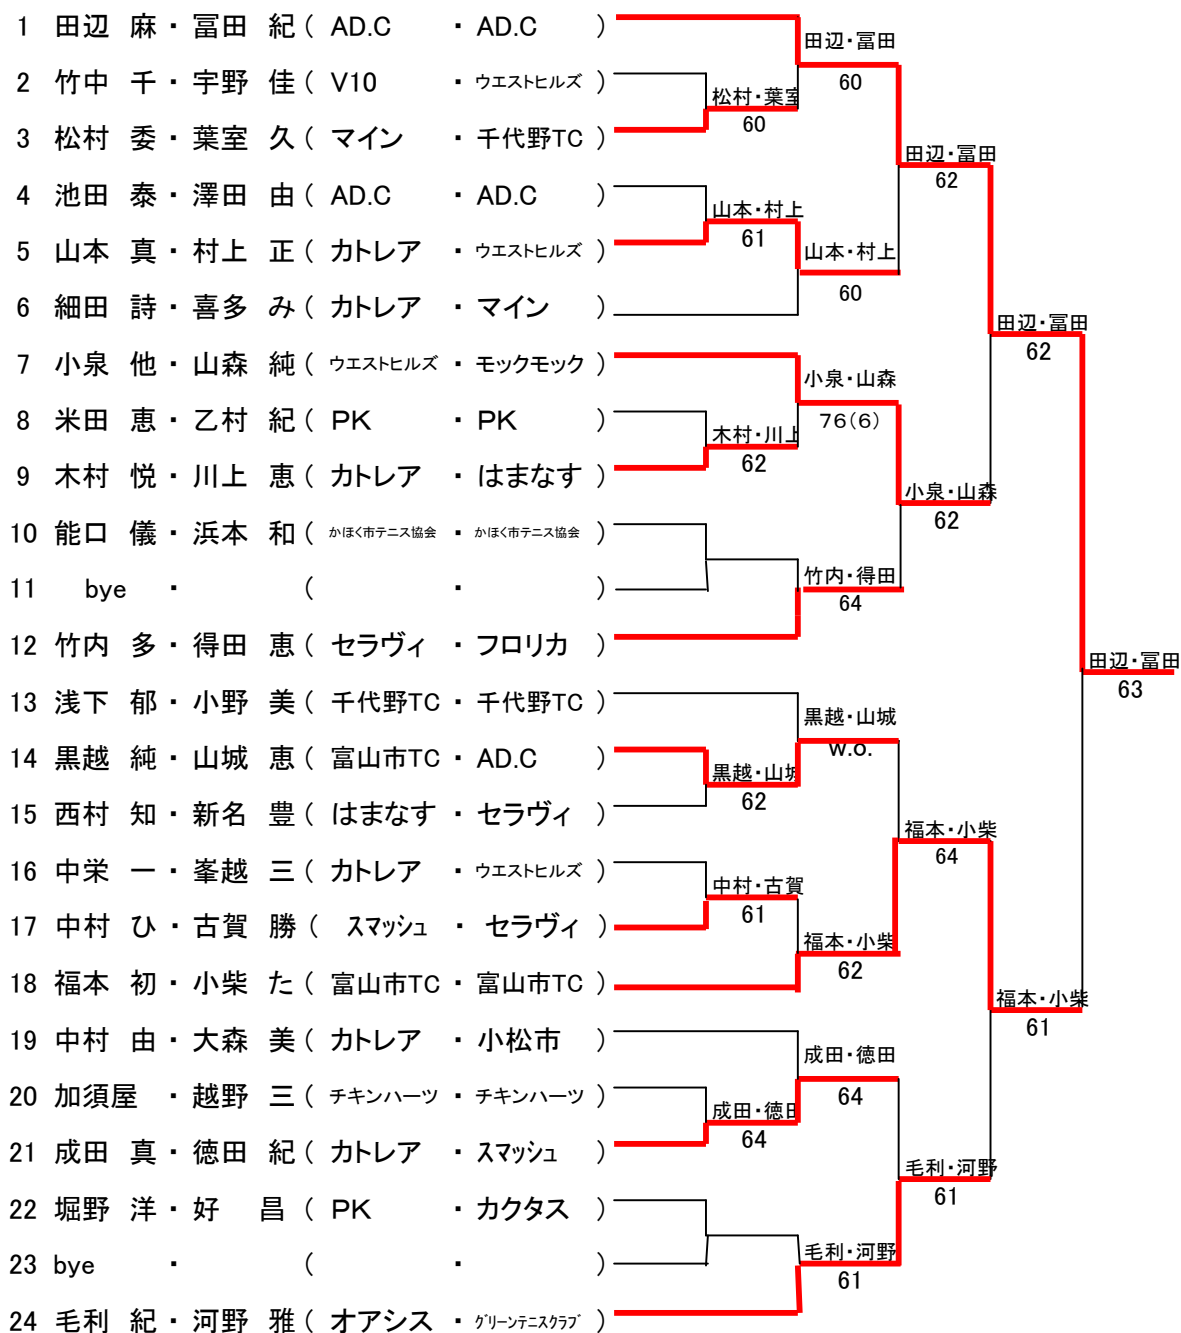 1 田辺 麻・冨田 紀 ( AD.C ・ AD.C )
2 竹中 千・宇野 佳 ( V10 ・ ウエストヒルズ )
3 松村 委・葉室 久 ( マイン ・ 千代野TC )
4 池田 泰・澤田 由 ( AD.C ・ AD.C )
5 山本 真・村上 正 ( カトレア ・ ウエストヒルズ )
6 細田 詩・喜多 み ( カトレア ・ マイン )
7 小泉 他・山森 純 ( ウエストヒルズ ・ モックモック )
8 米田 恵・乙村 紀 ( PK ・ PK )
9 木村 悦・川上 恵 ( カトレア ・ はまなす )
10 能口 儀・浜本 和 ( かほく市テニス協会 ・ かほく市テニス協会 )
11 bye ・ ( ・ )
12 竹内 多・得田 恵 ( セラヴィ ・ フロリカ )
13 浅下 郁・小野 美 ( 千代野TC ・ 千代野TC )
14 黒越 純・山城 恵 ( 富山市TC ・ AD.C )
15 西村 知・新名 豊 ( はまなす ・ セラヴィ )
16 中栄 一・峯越 三 ( カトレア ・ ウエストヒルズ )
17 中村 ひ・古賀 勝 ( スマッシュ ・ セラヴィ )
18 福本 初・小柴 た ( 富山市TC ・ 富山市TC )
19 中村 由・大森 美 ( カトレア ・ 小松市 )
20 加須屋 ・越野 三 ( チキンハーツ ・ チキンハーツ )
21 成田 真・徳田 紀 ( カトレア ・ スマッシュ )
22 堀野 洋・好 昌 ( PK ・ カクタス )
23 bye ・ ( ・ )
24 毛利 紀・河野 雅 ( オアシス ・ グリーンテニスクラブ )
松村・葉室
60
山本・村上
61
木村・川上
62
黒越・山城
62
中村・古賀
61
成田・徳田
64
田辺・冨田
60
山本・村上
60
小泉・山森
76(6)
竹内・得田
64
黒越・山城
w.o.
福本・小柴
62
成田・徳田
64
毛利・河野
61
田辺・冨田
62
小泉・山森
62
福本・小柴
64
毛利・河野
61
田辺・冨田
62
福本・小柴
61
田辺・冨田
63